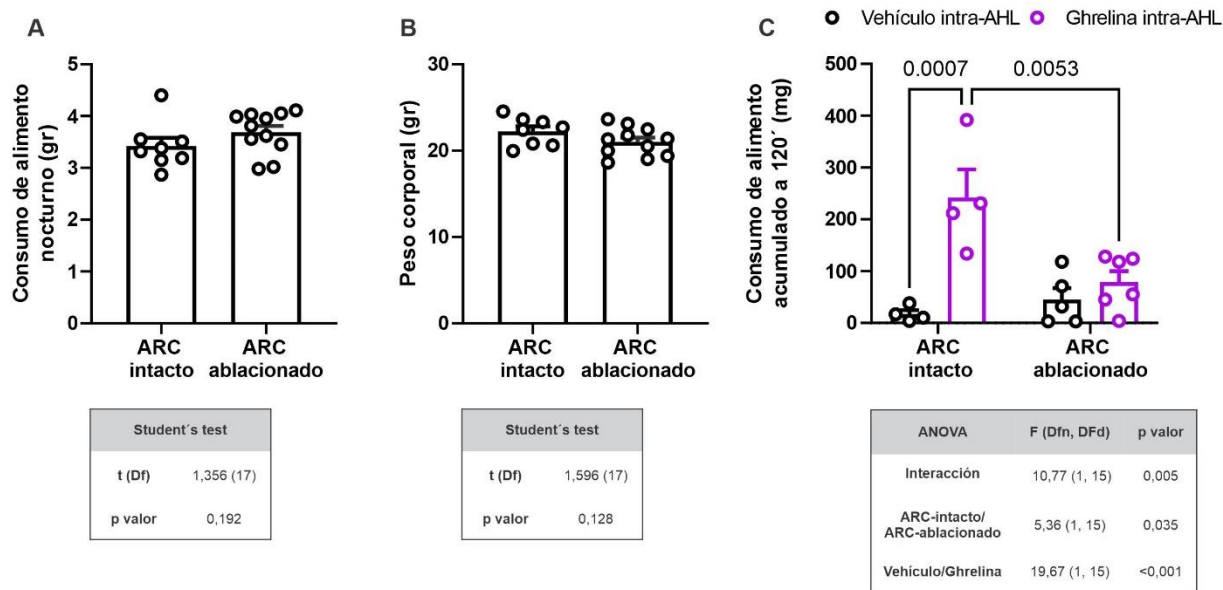 A
Consumo de alimento
nocturno (gr)
5
4
3
2
1
0
ARC
intacto
ARC
ablacionado
Student´s test
t (Df) 1,356 (17)
p valor 0,192
B
Peso corporal (gr)
30
20
10
0
ARC
intacto
ARC
ablacionado
Student´s test
t (Df) 1,596 (17)
p valor 0,128
Vehículo intra-AHL Ghrelina intra-AHL
C
Consumo de alimento
acumulado a 120´ (mg)
0.0007 0.0053
500
400
300
200
100
0
ARC
intacto
ARC
ablacionado
ANOVA F (Dfn, DFd) p valor
Interacción 10,77 (1, 15) 0,005
ARC-intacto/
ARC-ablacionado 5,36 (1, 15) 0,035
Vehículo/Ghrelina 19,67 (1, 15) <0,001